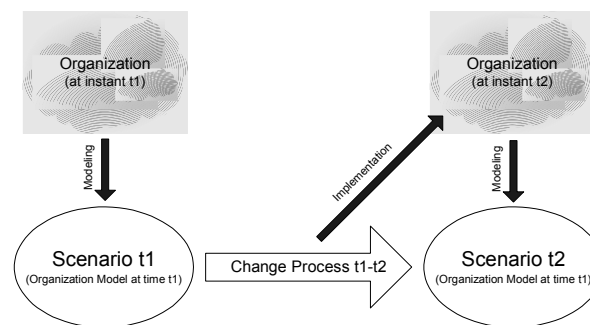 Organization
(at instant t1)
Organization
(at instant t2)
Modeling
Implementation
Modeling
Scenario t1
(Organization Model at time t1)
Change Process t1-t2
Scenario t2
(Organization Model at time t1)